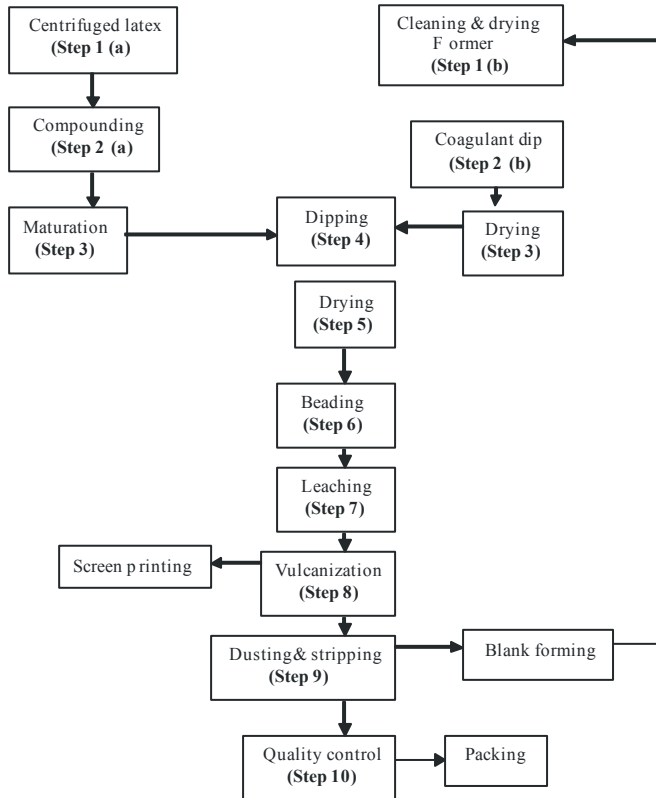 Centrifuged latex
(Step 1 (a)
Cleaning & drying
F ormer
(Step 1 (b)
Compounding
(Step 2 (a)
Coagulant dip
(Step 2 (b)
Maturation
(Step 3)
Dipping
(Step 4)
Drying
(Step 3)
Drying
(Step 5)
Beading
(Step 6)
Leaching
(Step 7)
Screen p rinting
Vulcanization
(Step 8)
Dusting& stripping
(Step 9)
Blank forming
Quality control
(Step 10)
Packing